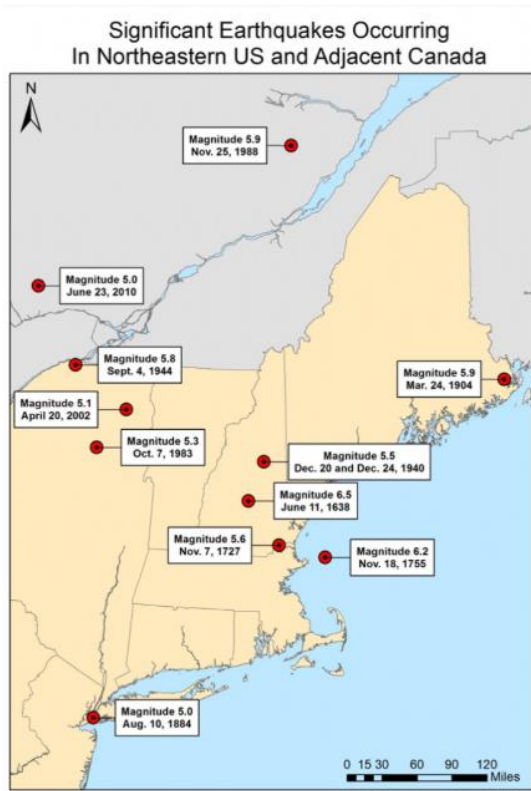 Significant Earthquakes Occurring
In Northeastern US and Adjacent Canada
N
Magnitude 5.9
Nov. 25, 1988
Magnitude 5.0
June 23, 2010
Magnitude 5.8
Sept. 4, 1944
Magnitude 5.9
Mar. 24, 1904
Magnitude 5.1
April 20, 2002
Magnitude 5.3
Oct. 7, 1983
Magnitude 5.5
Dec. 20 and Dec. 24, 1940
Magnitude 6.5
June 11, 1638
Magnitude 5.6
Nov. 7, 1727
Magnitude 6.2
Nov. 18, 1755
Magnitude 5.0
Aug. 10, 1884
0 15 30 60 90 120
Miles